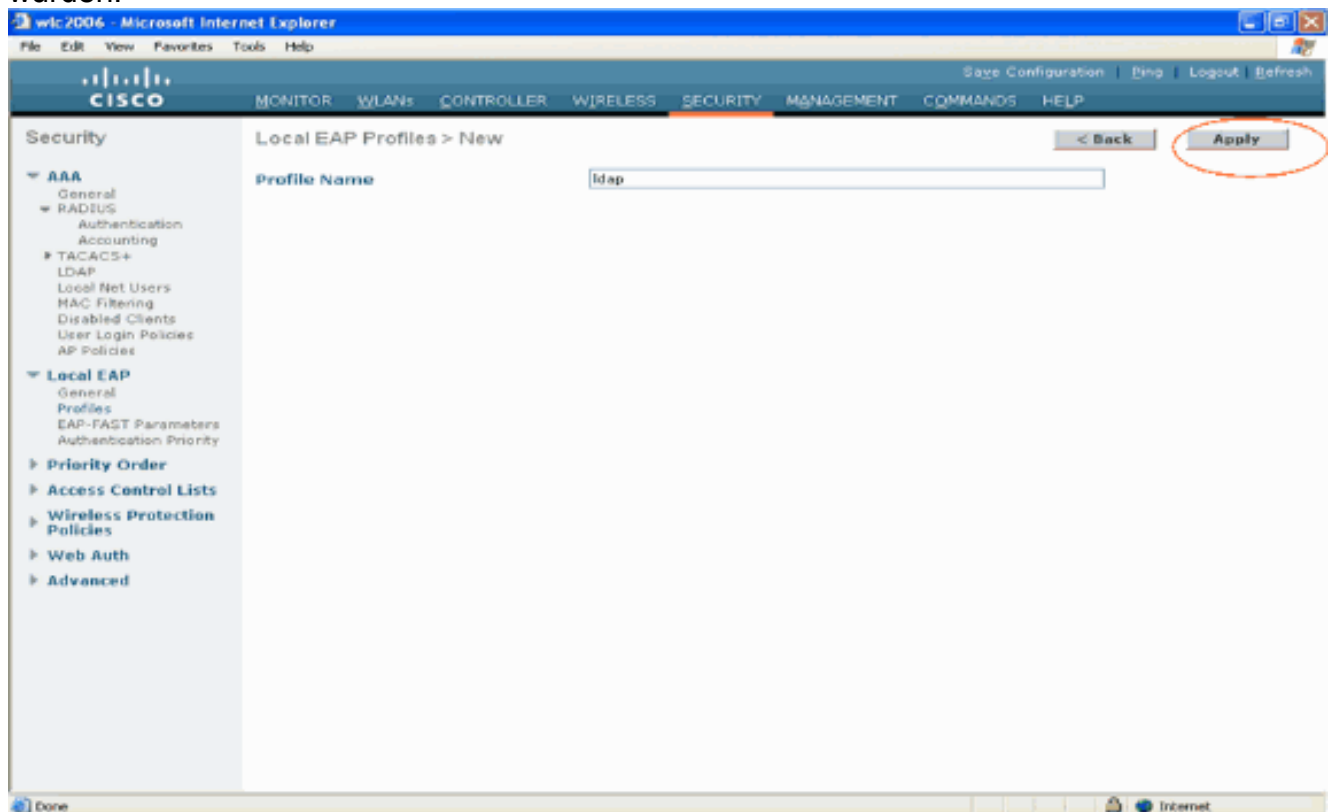 wurden.
wlc2006 - Microsoft Internet Explorer
File Edit View Favorites Tools Help
Save Configuration | Ping | Logout | Refresh
CISCO
MONITOR WLANs CONTROLLER WIRELESS SECURITY MANAGEMENT COMMANDS HELP
Security
Local EAP Profiles > New
< Back
Apply
AAA
General
RADIUS
Authentication
Accounting
TACACS+
LDAP
Local Net Users
MAC Filtering
Disabled Clients
User Login Policies
AP Policies
Profile Name
ldap
Local EAP
General
Profiles
EAP-FAST Parameters
Authentication Priority
Priority Order
Access Control Lists
Wireless Protection
Policies
Web Auth
Advanced
Done
Internet